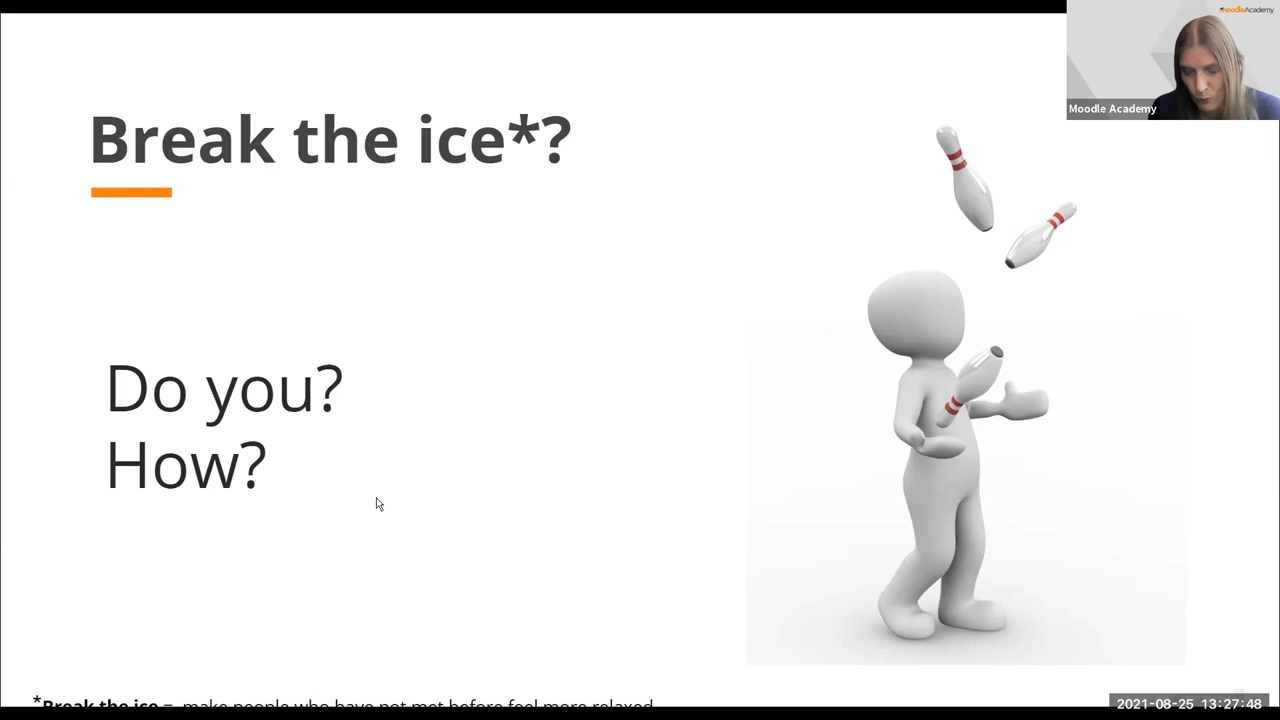 moodleAcademy
Moodle Academy
Break the ice*?
Do you?
How?
*Break the ice = make people who have not met before feel more relaxed
2021-08-25 13:27:48